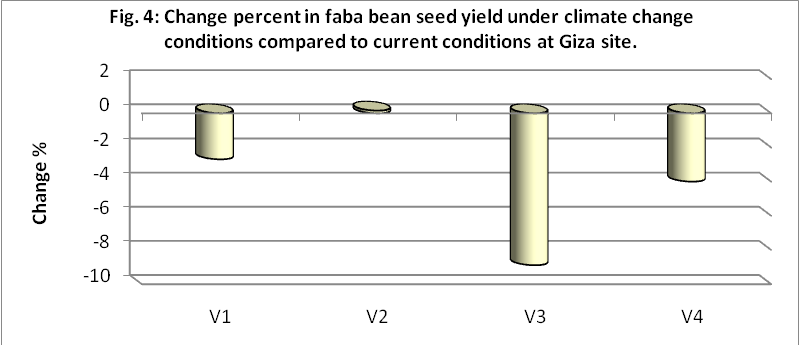 Fig. 4: Change percent in faba bean seed yield under climate change
conditions compared to current conditions at Giza site.
2
0
-2
-4
-6
-8
-10
Change %
V1 V2 V3 V4